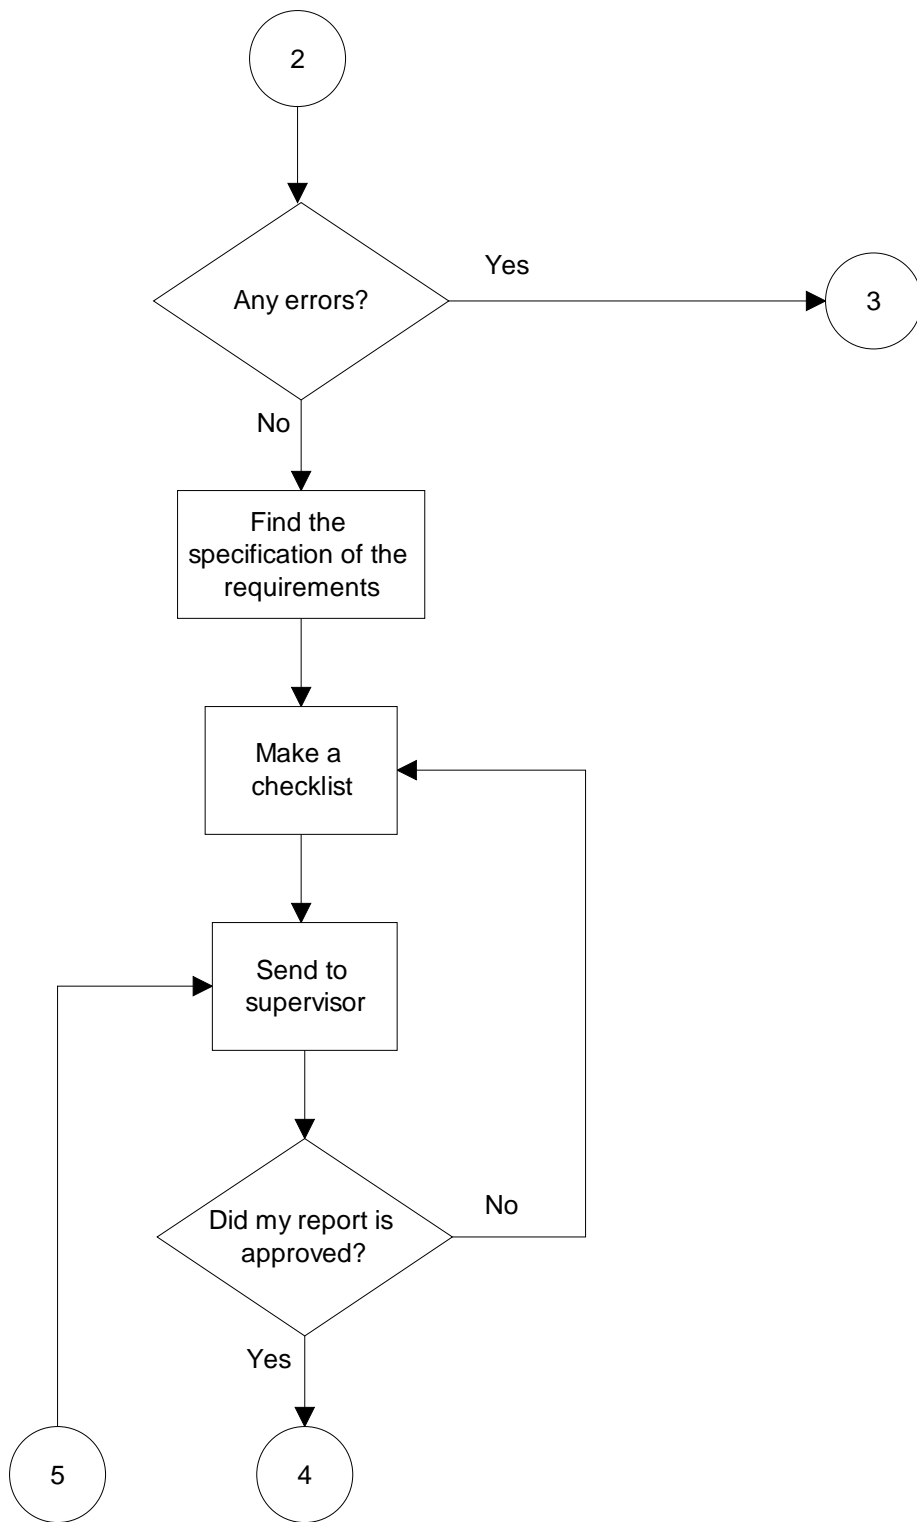 2
Any errors?
Yes
3
No
Find the
specification of the
requirements
Make a
checklist
Send to
supervisor
Did my report is
approved?
No
Yes
5
4